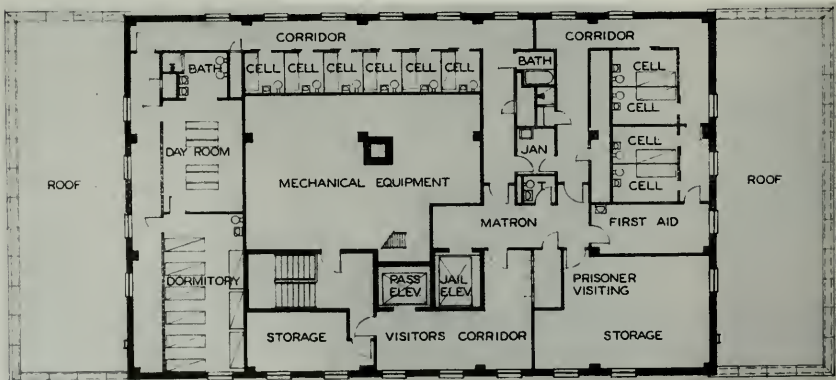 CORRIDOR
CORRIDOR
BATH
CELL
CELL
CELL
CELL
CELL
CELL
BATH
CELL
CELL
DAY ROOM
JAN
CELL
CELL
ROOF
MECHANICAL EQUIPMENT
T
ROOF
MATRON
FIRST AID
DORMITORY
PASS
ELEV
JAIL
ELEV
PRISONER
VISITING
STORAGE
VISITORS CORRIDOR
STORAGE